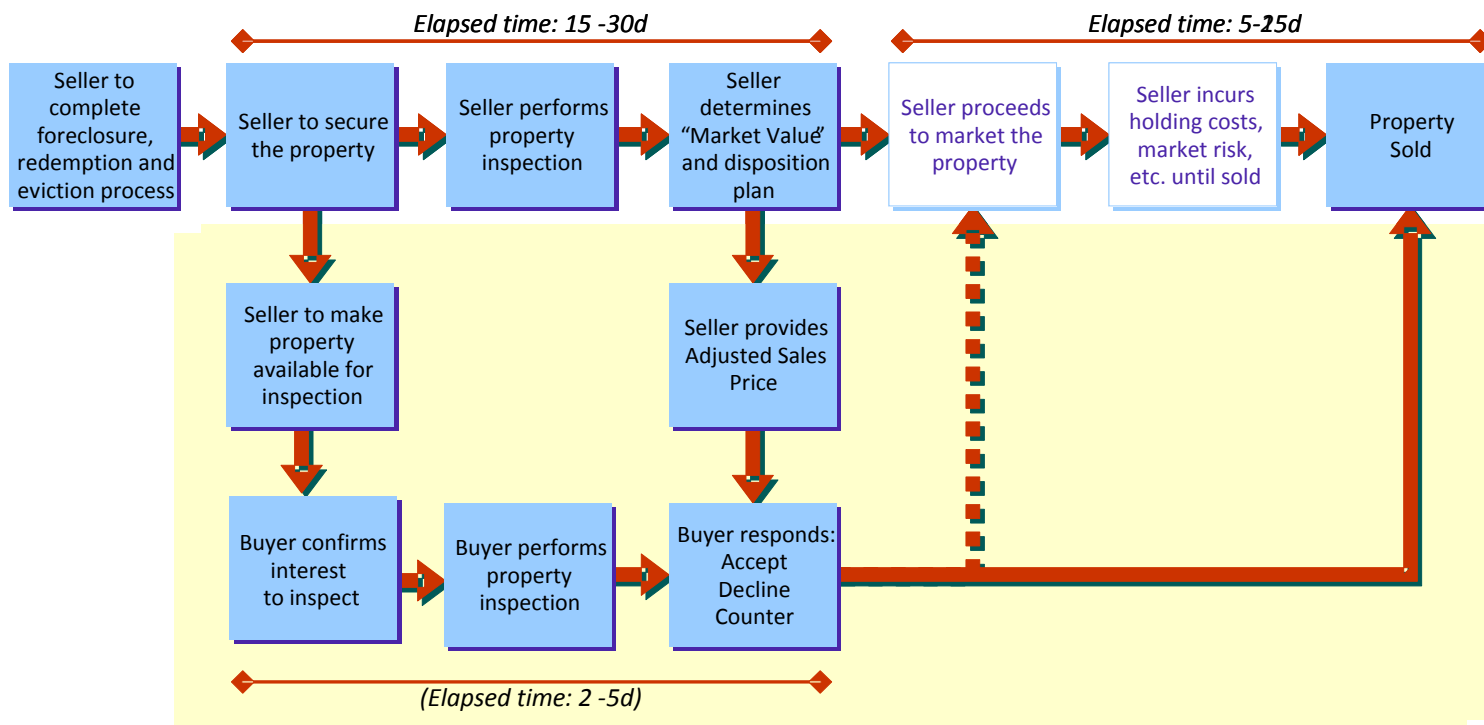 Elapsed time: 15 -30d
Elapsed time:
Seller to
complete
foreclosure,
redemption and
eviction process
Seller to secure
the property
Seller performs
property
inspection
Seller
determines
“Market Value”
and disposition
plan
Seller proceeds
to market the
property
Seller incurs
holding costs,
market risk,
etc. until sold
Property
Sold
Seller to make
property
available for
inspection
Seller provides
Adjusted Sales
Price
Buyer confirms
interest
to inspect
Buyer performs
property
inspection
Buyer responds:
Accept
Decline
Counter
(Elapsed time: 2 -5d)